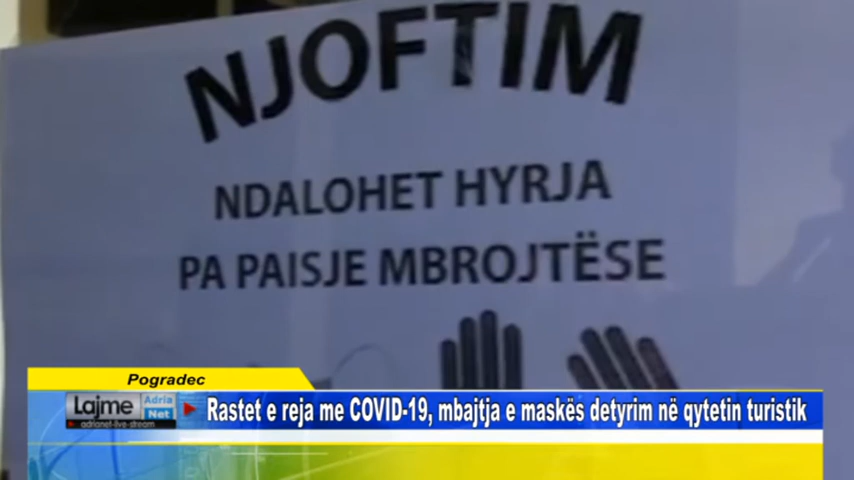 NJOFTIM
NDALOHET HYRJA
PA PAISJE MBROJTËSE
Pogradec
Lajme Adria Net
adrianet-live-stream
Rastet e reja me COVID-19, mbajtja e maskës detyrim në qytetin turistik